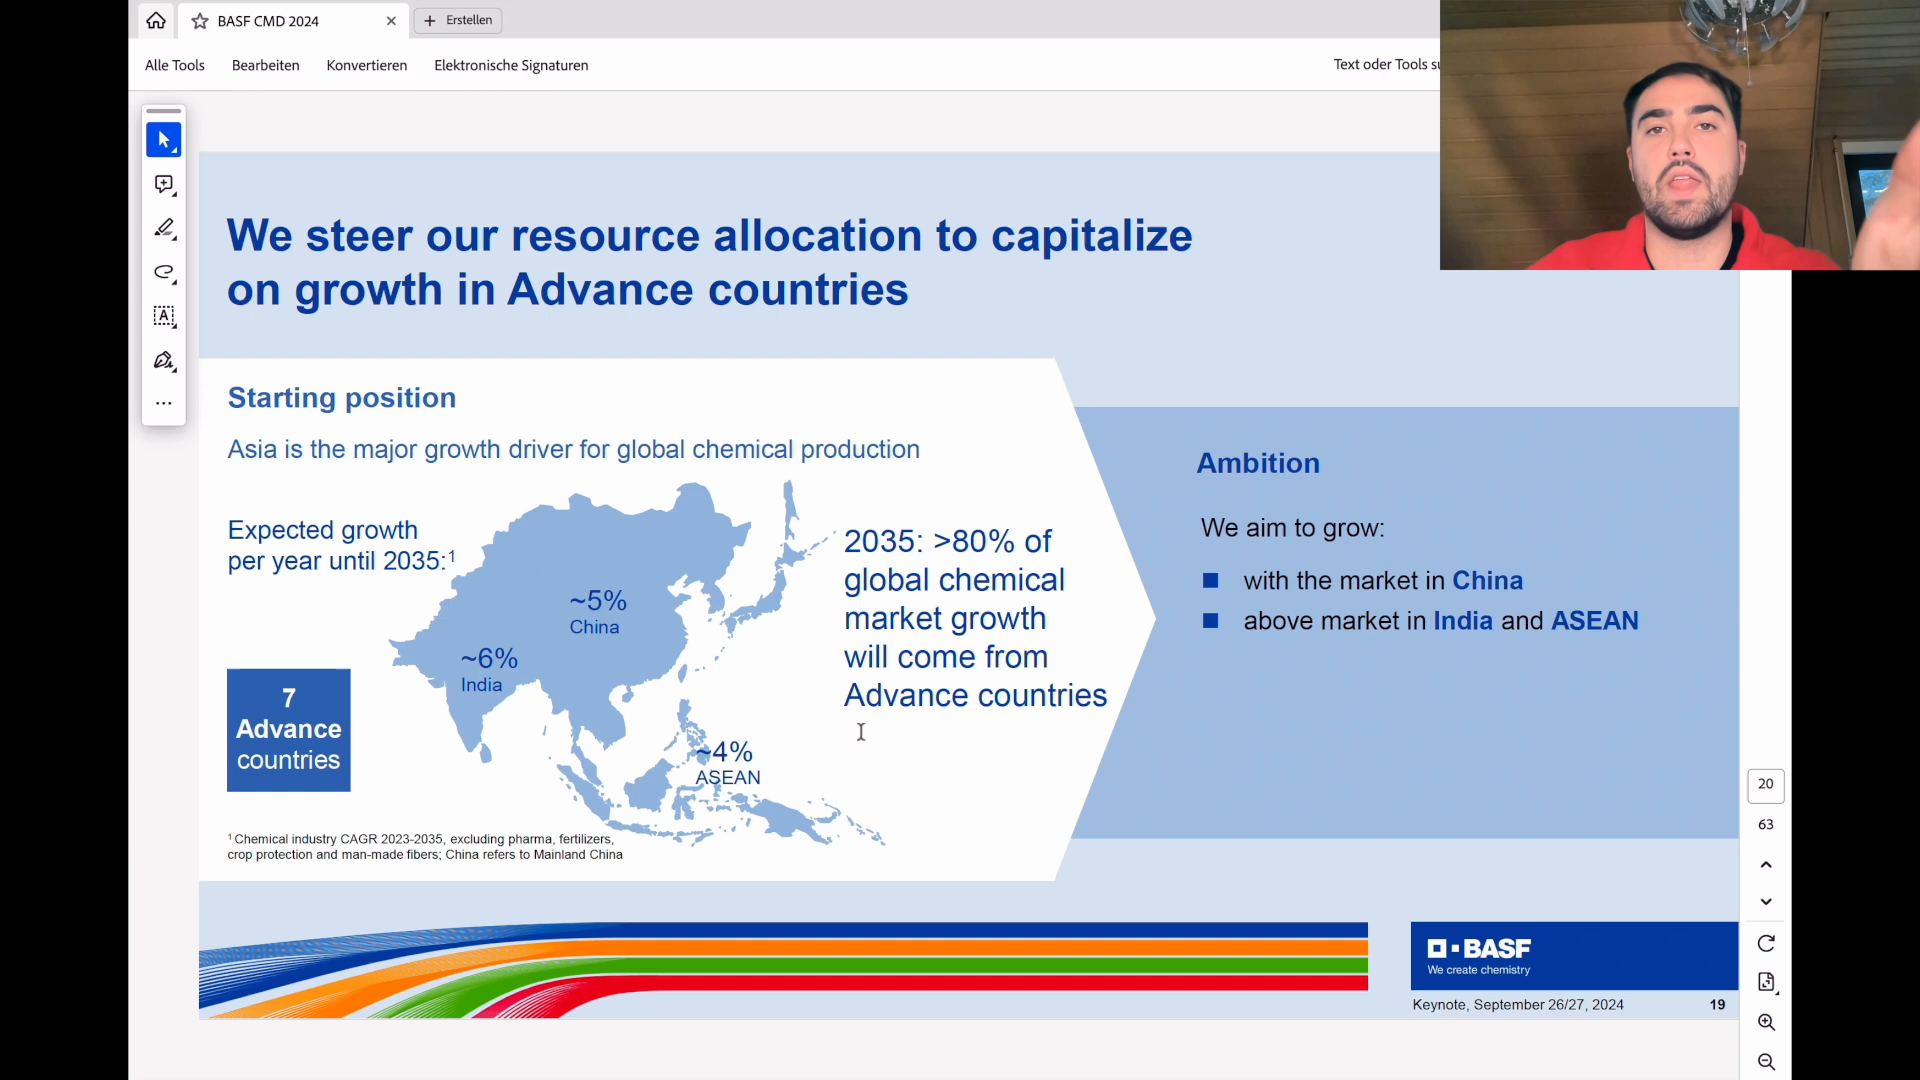 BASF CMD 2024
Erstellen
Alle Tools Bearbeiten Konvertieren Elektronische Signaturen
Text oder Tools
We steer our resource allocation to capitalize
on growth in Advance countries
Starting position
Asia is the major growth driver for global chemical production
Expected growth
per year until 2035:¹
~5%
China
~6%
India
~4%
ASEAN
7
Advance
countries
2035: >80% of
global chemical
market growth
will come from
Advance countries
¹ Chemical industry CAGR 2023-2035, excluding pharma, fertilizers,
crop protection and man-made fibers; China refers to Mainland China
Ambition
We aim to grow:
■ with the market in China
■ above market in India and ASEAN
20
63
BASF
We create chemistry
Keynote, September 26/27, 2024 19